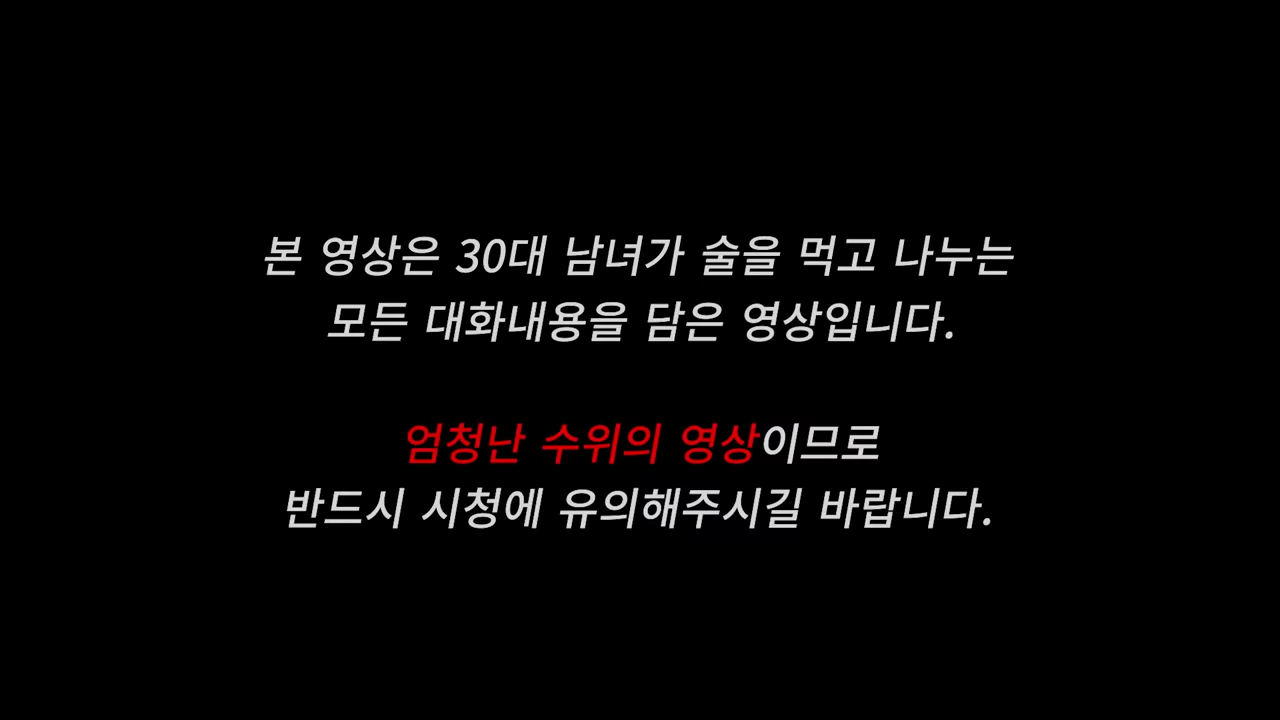 본 영상은 30대 남녀가 술을 먹고 나누는
모든 대화내용을 담은 영상입니다.
엄청난 수위의 영상이므로
반드시 시청에 유의해주시길 바랍니다.